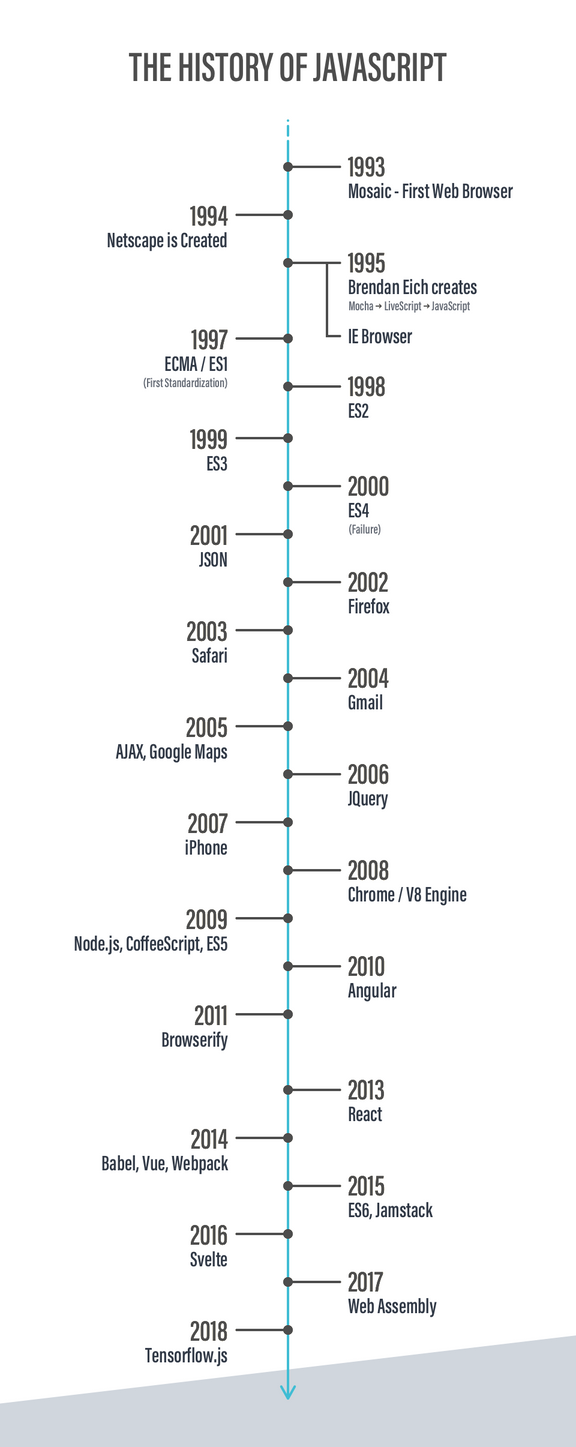 THE HISTORY OF JAVASCRIPT
1993
Mosaic - First Web Browser
1994
Netscape is Created
1995
Brendan Eich creates
Mocha → LiveScript → JavaScript
IE Browser
1997
ECMA / ES1
(First Standardization)
1998
ES2
1999
ES3
2000
ES4
(Failure)
2001
JSON
2002
Firefox
2003
Safari
2004
Gmail
2005
AJAX, Google Maps
2006
JQuery
2007
iPhone
2008
Chrome / V8 Engine
2009
Node.js, CoffeeScript, ES5
2010
Angular
2011
Browserify
2013
React
2014
Babel, Vue, Webpack
2015
ES6, Jamstack
2016
Svelte
2017
Web Assembly
2018
Tensorflow.js